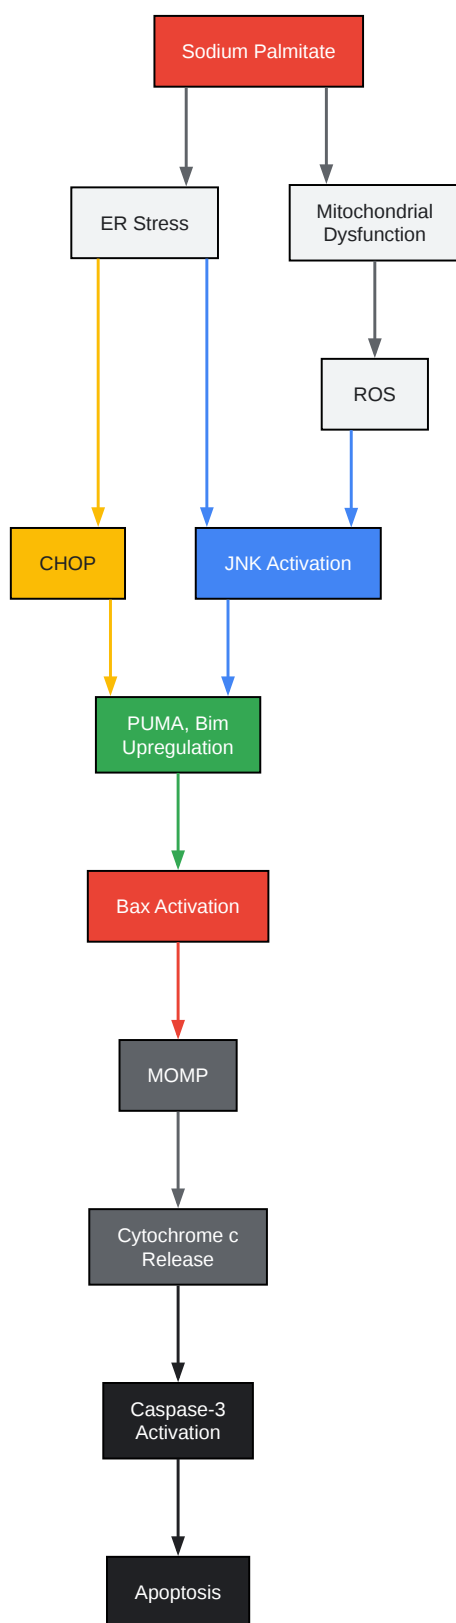 Sodium Palmitate
ER Stress
Mitochondrial
Dysfunction
ROS
CHOP
JNK Activation
PUMA, Bim
Upregulation
Bax Activation
MOMP
Cytochrome c
Release
Caspase-3
Activation
Apoptosis